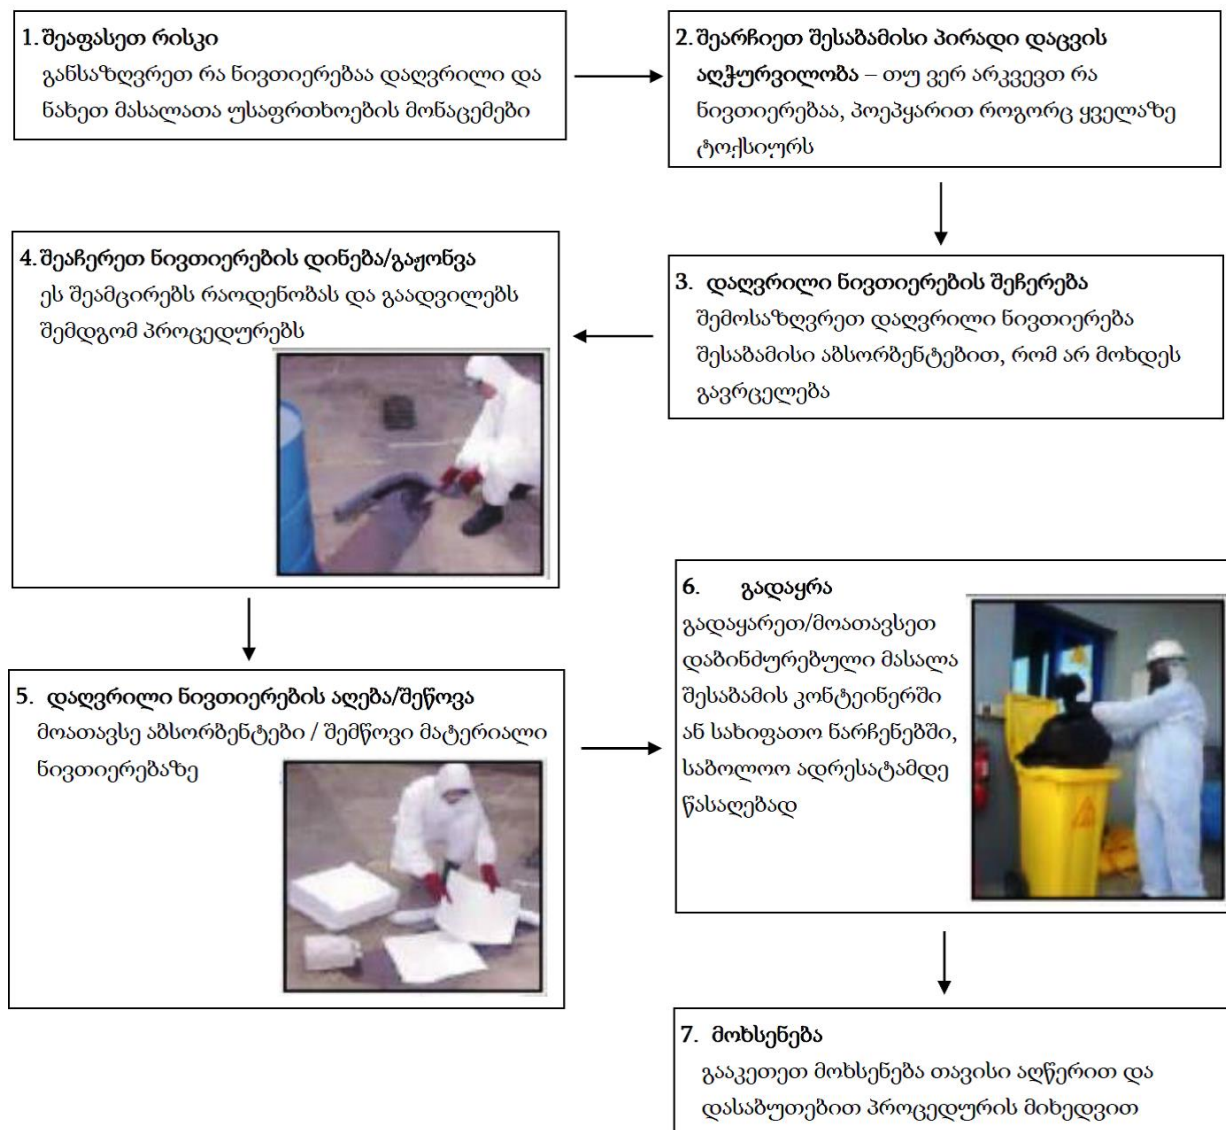 1. შეაფასეთ რისკი
განსაზღვრეთ რა ნივთიერებაა დაღვრილი და
ნახეთ მასალათა უსაფრთხოების მონაცემები
2. შეარჩიეთ შესაბამისი პირადი დაცვის
აღჭურვილობა – თუ ვერ არკვევთ რა
ნივთიერებაა, მოეპყარით როგორც ყველაზე
ტოქსიურს
3. დაღვრილი ნივთიერების შეჩერება
შემოსაზღვრეთ დაღვრილი ნივთიერება
შესაბამისი აბსორბენტებით, რომ არ მოხდეს
გავრცელება
4. შეაჩერეთ ნივთიერების დინება/გაჟონვა
ეს შეამცირებს რაოდენობას და გაადვილებს
შემდგომ პროცედურებს
5. დაღვრილი ნივთიერების აღება/შეწოვა
მოათავსე აბსორბენტები / შემწოვი მატერიალი
ნივთიერებაზე
6. გადაყრა
გადაყარეთ/მოათავსეთ
დაბინძურებული მასალა
შესაბამის კონტეინერში
ან სახიფათო ნარჩენებში,
საბოლოო ადრესატამდე
წასაღებად
7. მოხსენება
გააკეთეთ მოხსენება თავისი აღწერით და
დასაბუთებით პროცედურის მიხედვით